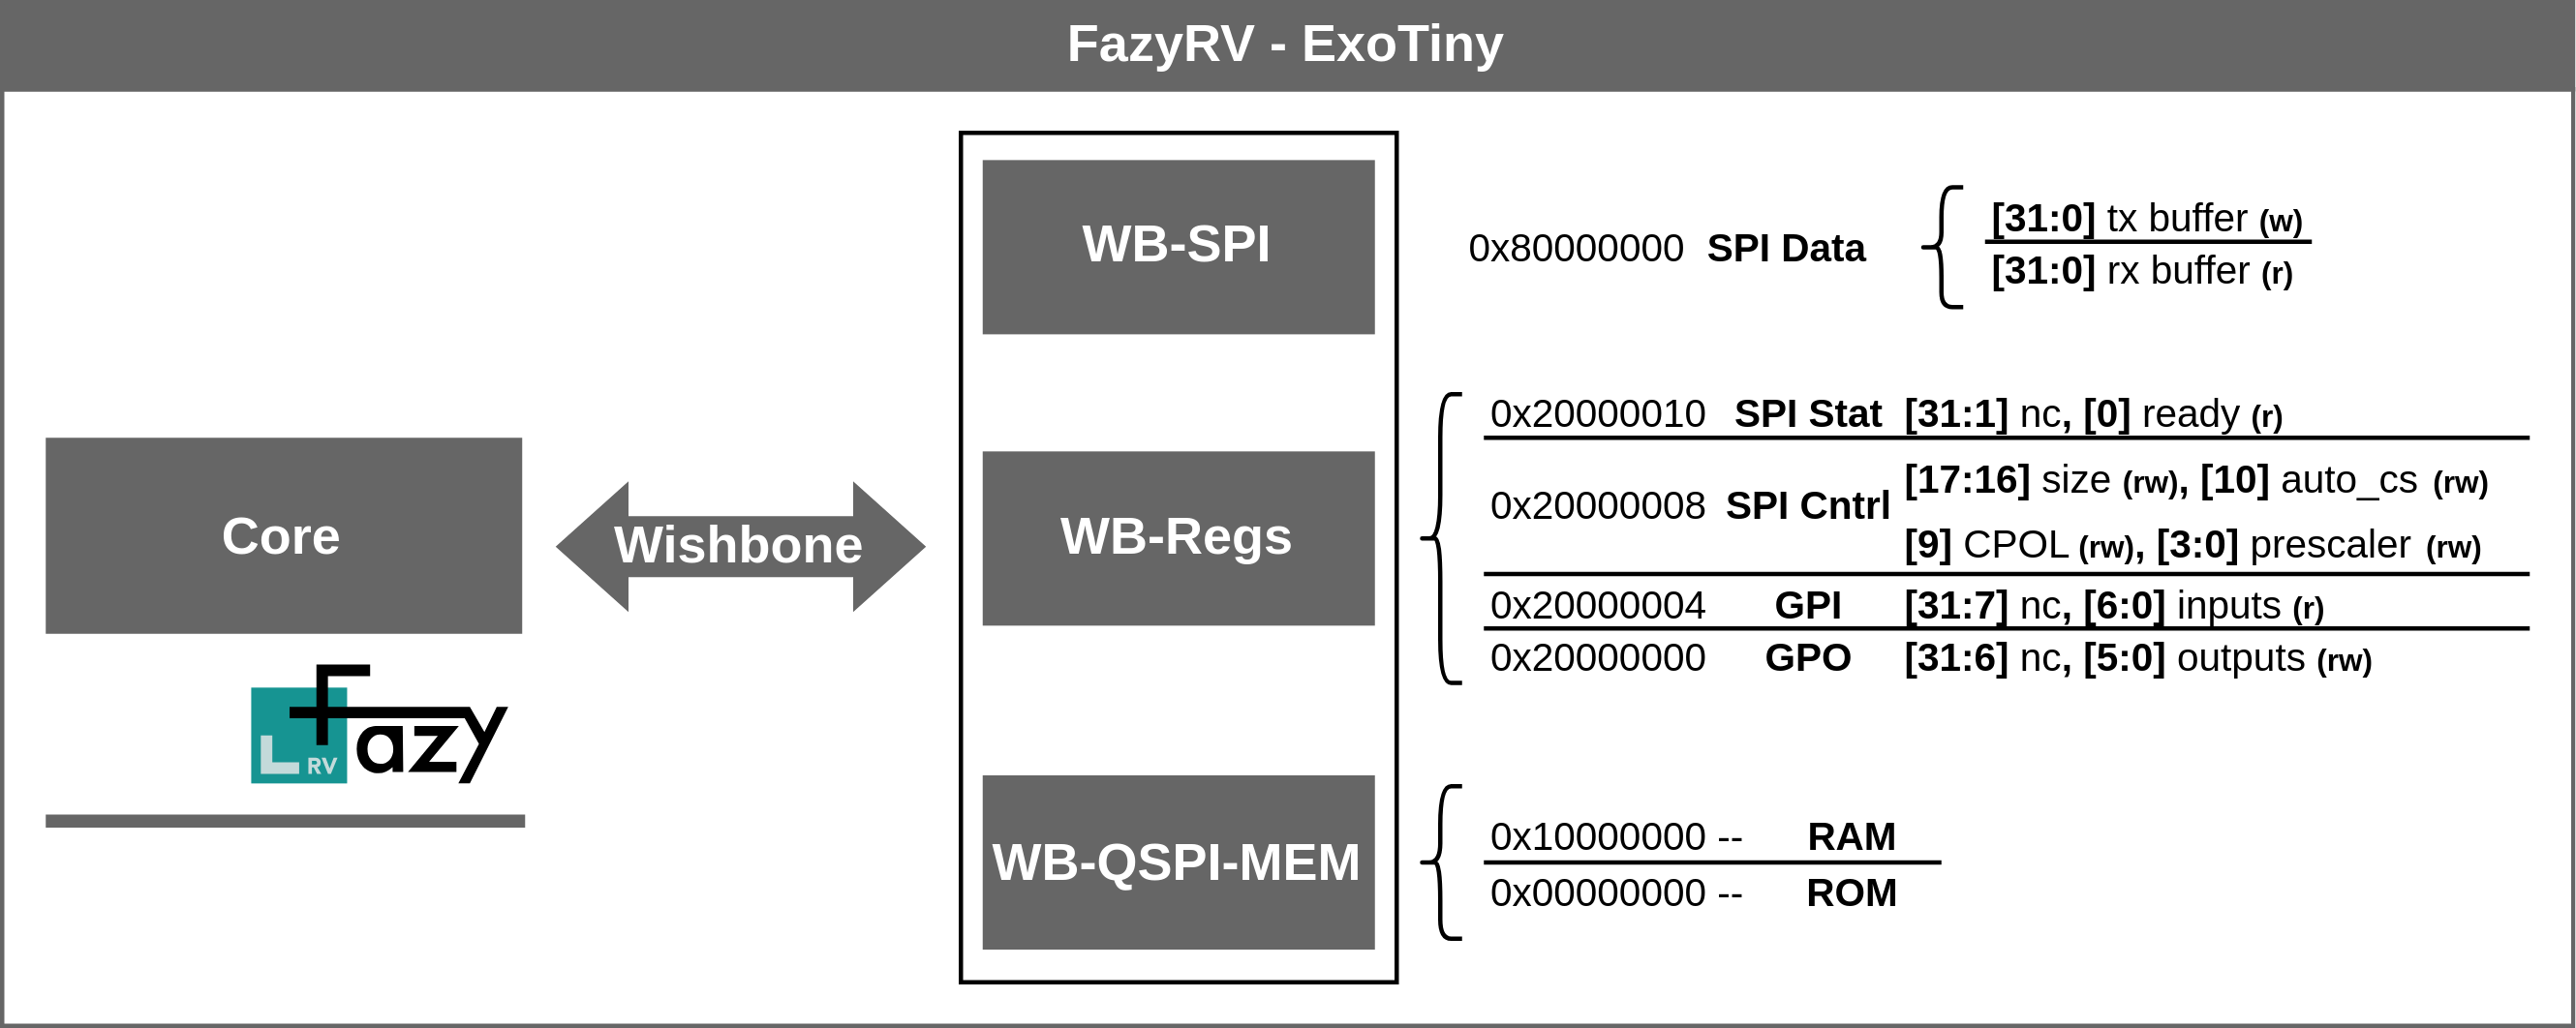 FazyRV - ExoTiny
Core
Fazy
RV
Wishbone
WB-SPI
0x80000000 SPI Data
[31:0] tx buffer (w)
[31:0] rx buffer (r)
WB-Regs
0x20000010 SPI Stat [31:1] nc, [0] ready (r)
0x20000008 SPI Cntrl
[17:16] size (rw), [10] auto_cs (rw)
[9] CPOL (rw), [3:0] prescaler (rw)
0x20000004 GPI [31:7] nc, [6:0] inputs (r)
0x20000000 GPO [31:6] nc, [5:0] outputs (rw)
WB-QSPI-MEM
0x10000000 -- RAM
0x00000000 -- ROM